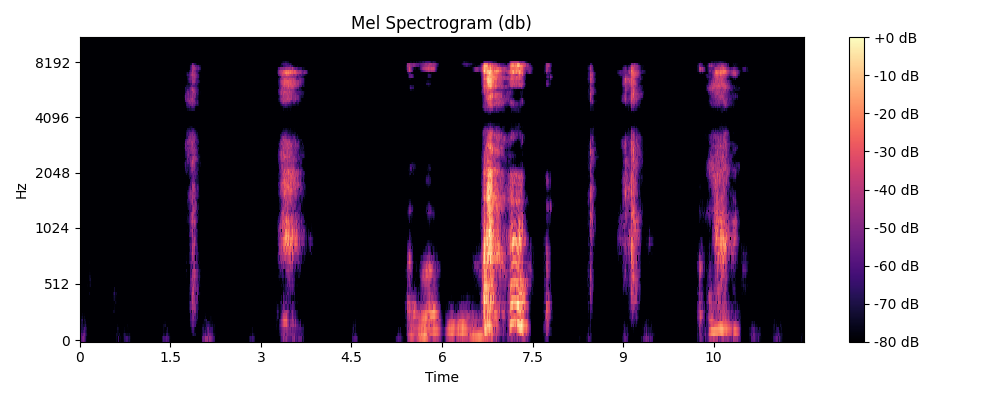 Mel Spectrogram (db)
8192
4096
2048
1024
512
0
Hz
0 1.5 3 4.5 6 7.5 9 10
Time
+0 dB
-10 dB
-20 dB
-30 dB
-40 dB
-50 dB
-60 dB
-70 dB
-80 dB